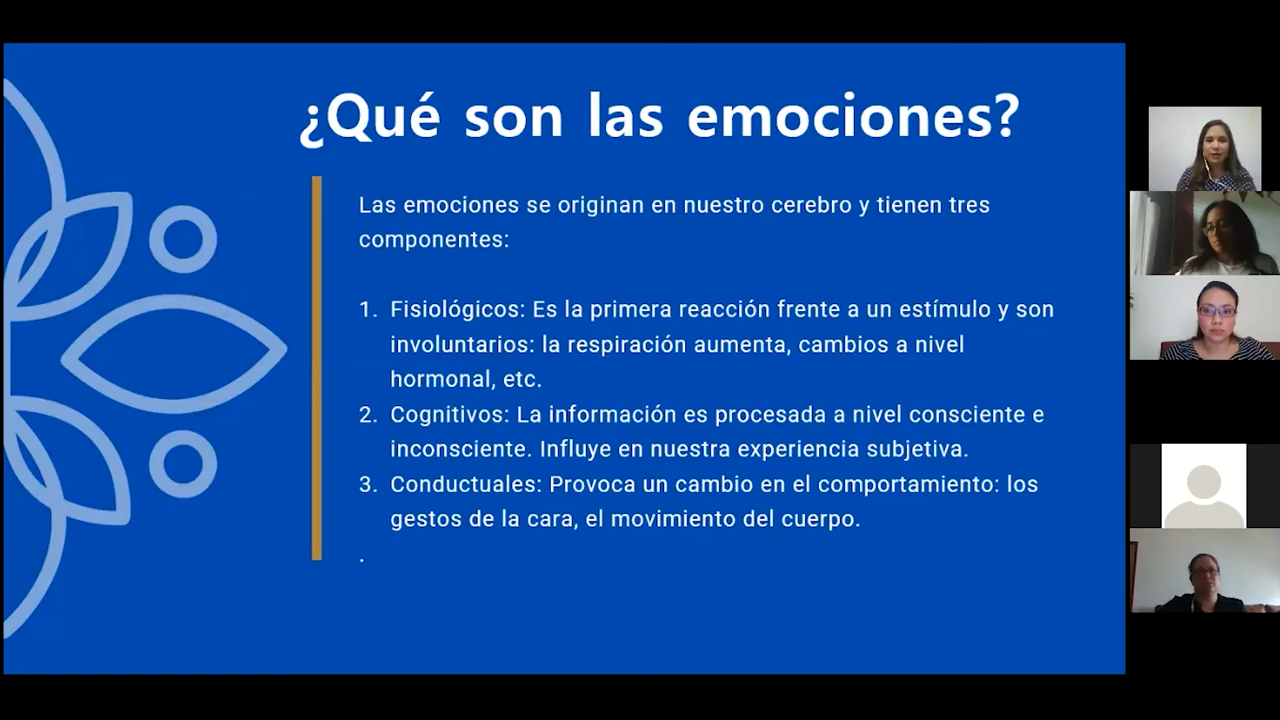 ¿Qué son las emociones?
Las emociones se originan en nuestro cerebro y tienen tres
componentes:
1. Fisiológicos: Es la primera reacción frente a un estímulo y son
involuntarios: la respiración aumenta, cambios a nivel
hormonal, etc.
2. Cognitivos: La información es procesada a nivel consciente e
inconsciente. Influye en nuestra experiencia subjetiva.
3. Conductuales: Provoca un cambio en el comportamiento: los
gestos de la cara, el movimiento del cuerpo.
.